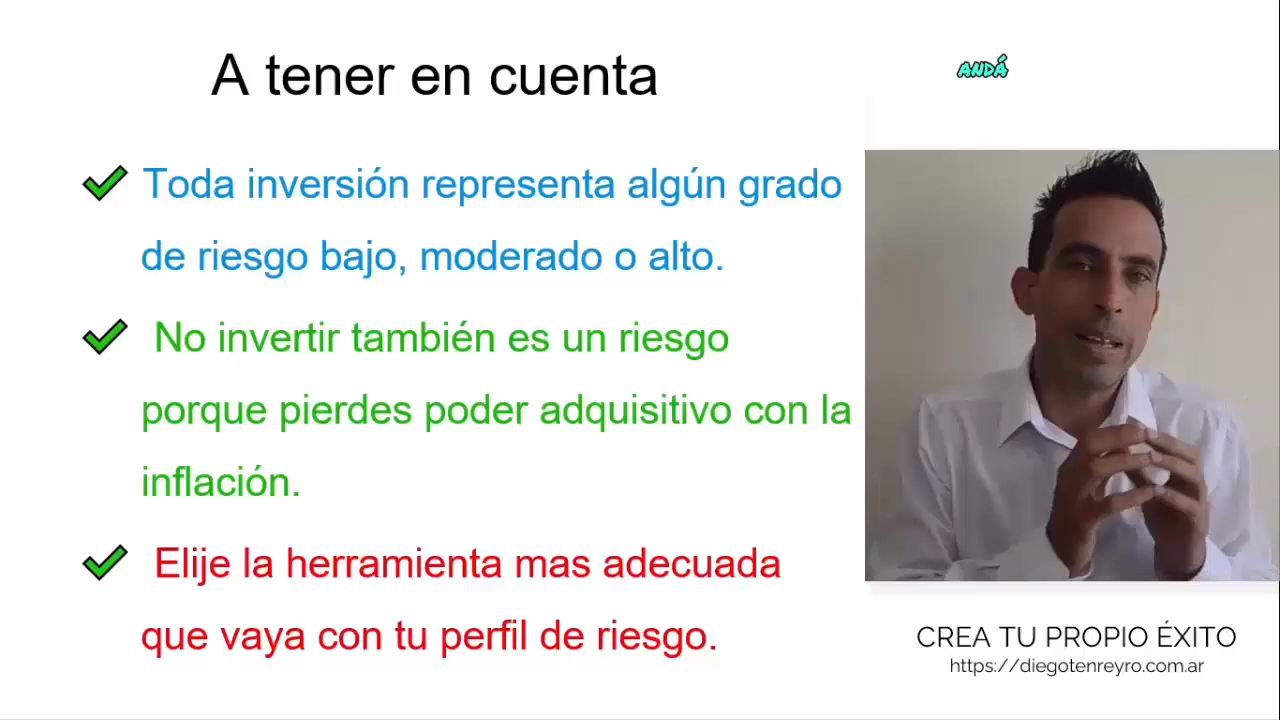 A tener en cuenta
ANDÁ
Toda inversión representa algún grado
de riesgo bajo, moderado o alto.
No invertir también es un riesgo
porque pierdes poder adquisitivo con la
inflación.
Elije la herramienta mas adecuada
que vaya con tu perfil de riesgo.
CREA TU PROPIO ÉXITO
https://diegotenreyro.com.ar